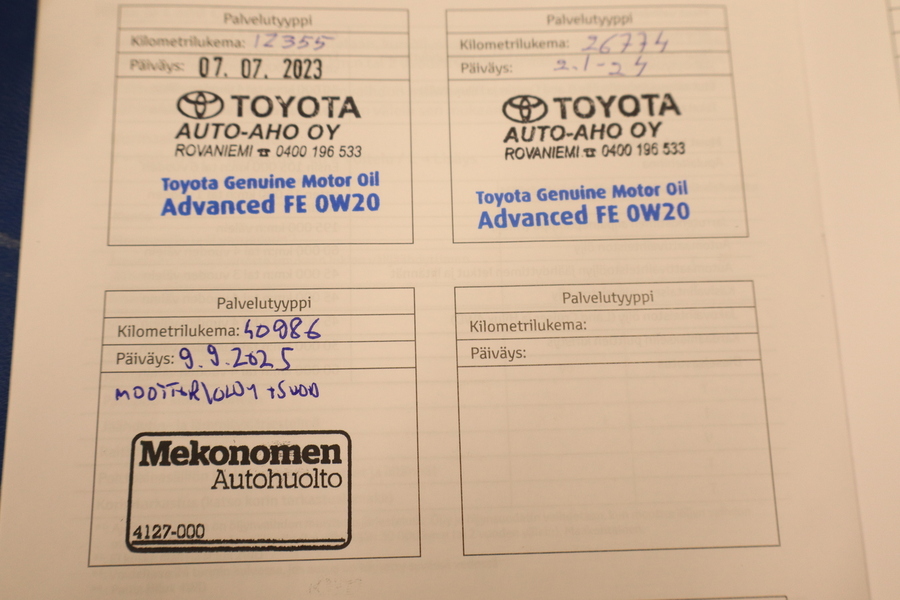 Palvelutyyppi
Kilometrilukema: 12355
Päiväys: 07. 07. 2023
TOYOTA
AUTO-AHO OY
ROVANIEMI ☎ 0400 196 533
Toyota Genuine Motor Oil
Advanced FE 0W20
Palvelutyyppi
Kilometrilukema: 26774
Päiväys: 2.1-24
TOYOTA
AUTO-AHO OY
ROVANIEMI ☎ 0400 196 533
Toyota Genuine Motor Oil
Advanced FE 0W20
Palvelutyyppi
Kilometrilukema: 40986
Päiväys: 9.9.2025
Mekonomen
Autohuolto
4127-000
Palvelutyyppi
Kilometrilukema:
Päiväys: